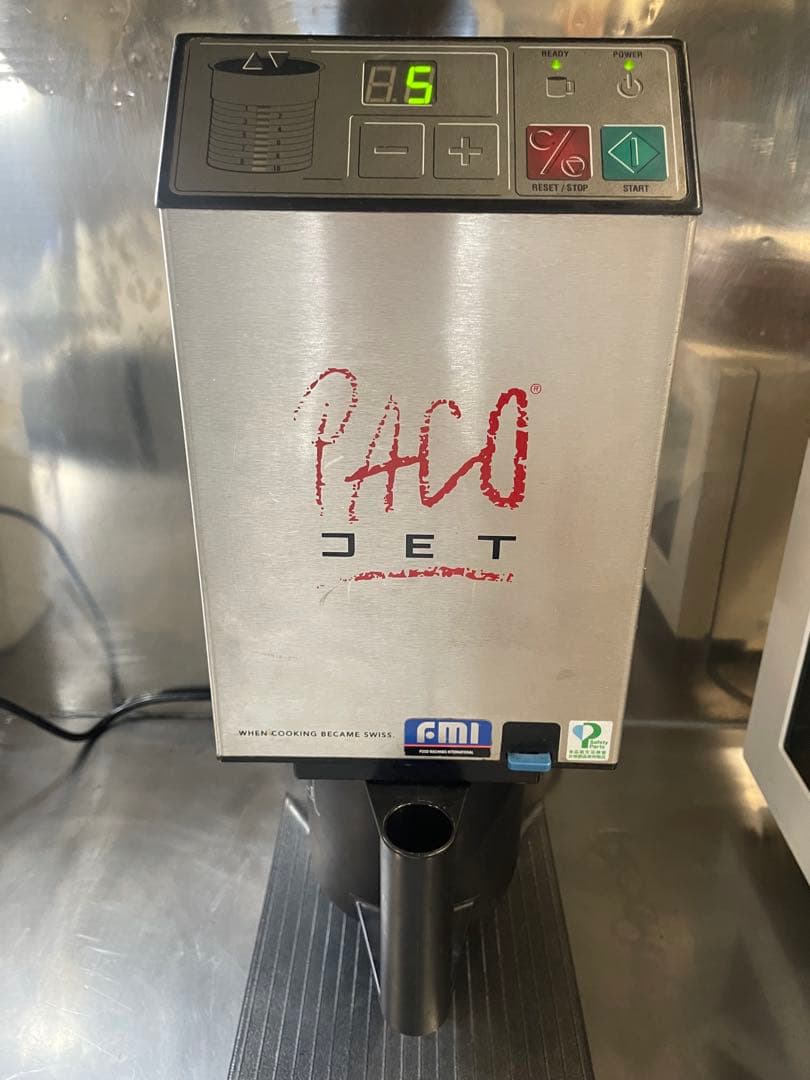 5
READY
POWER
RESET / STOP
START
PACO®
JET
WHEN COOKING BECAME SWISS.
FMI
FOOD MACHINES INTERNATIONAL
Safety
Parts